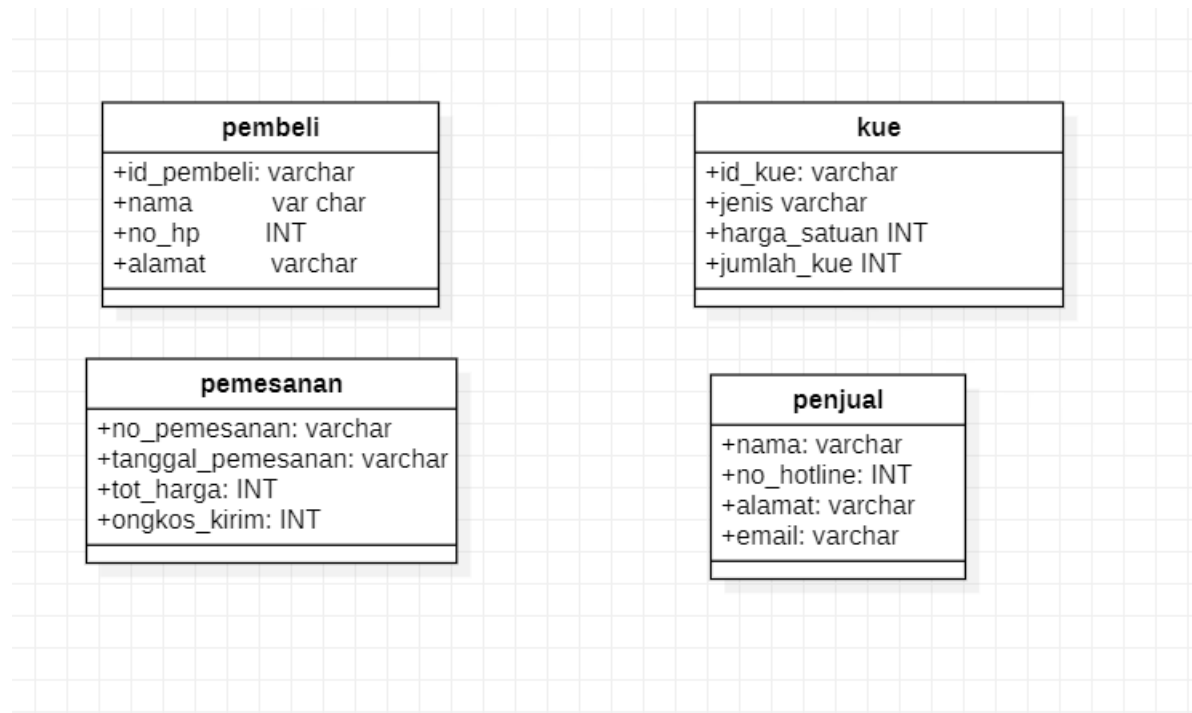 pembeli
+id_pembeli: varchar
+nama var char
+no_hp INT
+alamat varchar
kue
+id_kue: varchar
+jenis varchar
+harga_satuan INT
+jumlah_kue INT
pemesanan
+no_pemesanan: varchar
+tanggal_pemesanan: varchar
+tot_harga: INT
+ongkos_kirim: INT
penjual
+nama: varchar
+no_hotline: INT
+alamat: varchar
+email: varchar